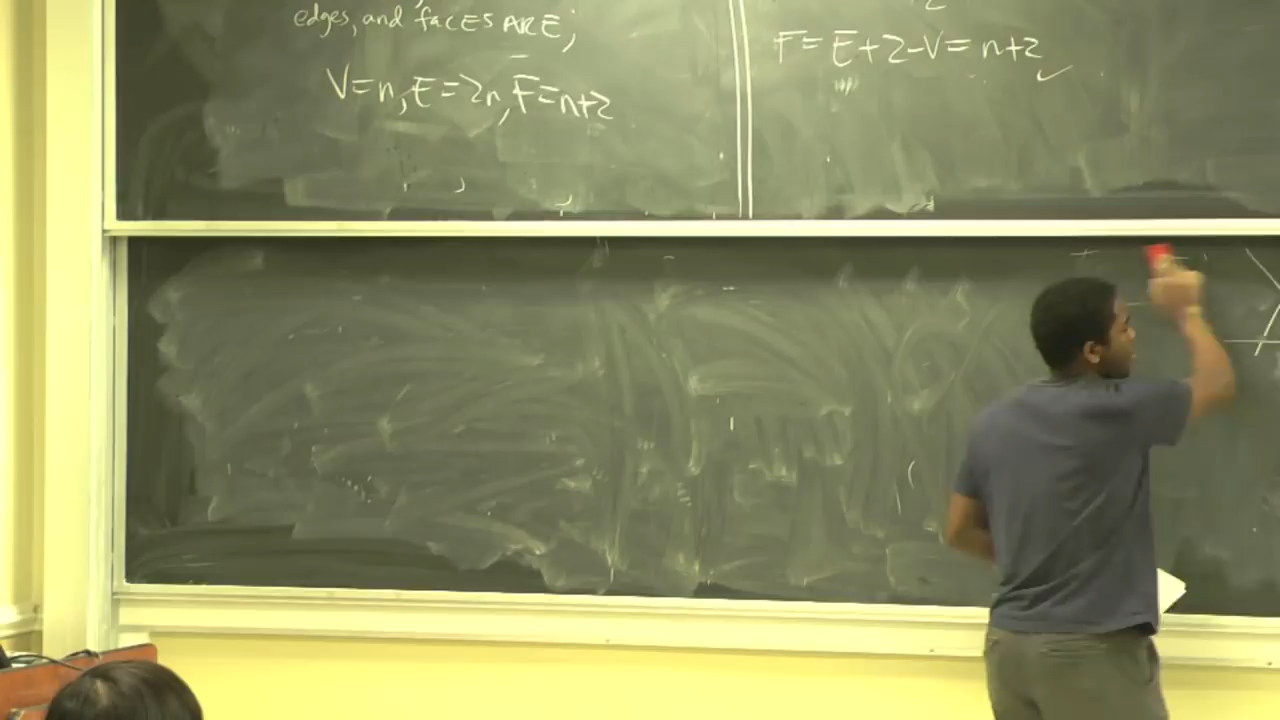 edges, and faces ARE;
V=n, E=2n, F=n+2
F=E+2-V=n+2 ✓